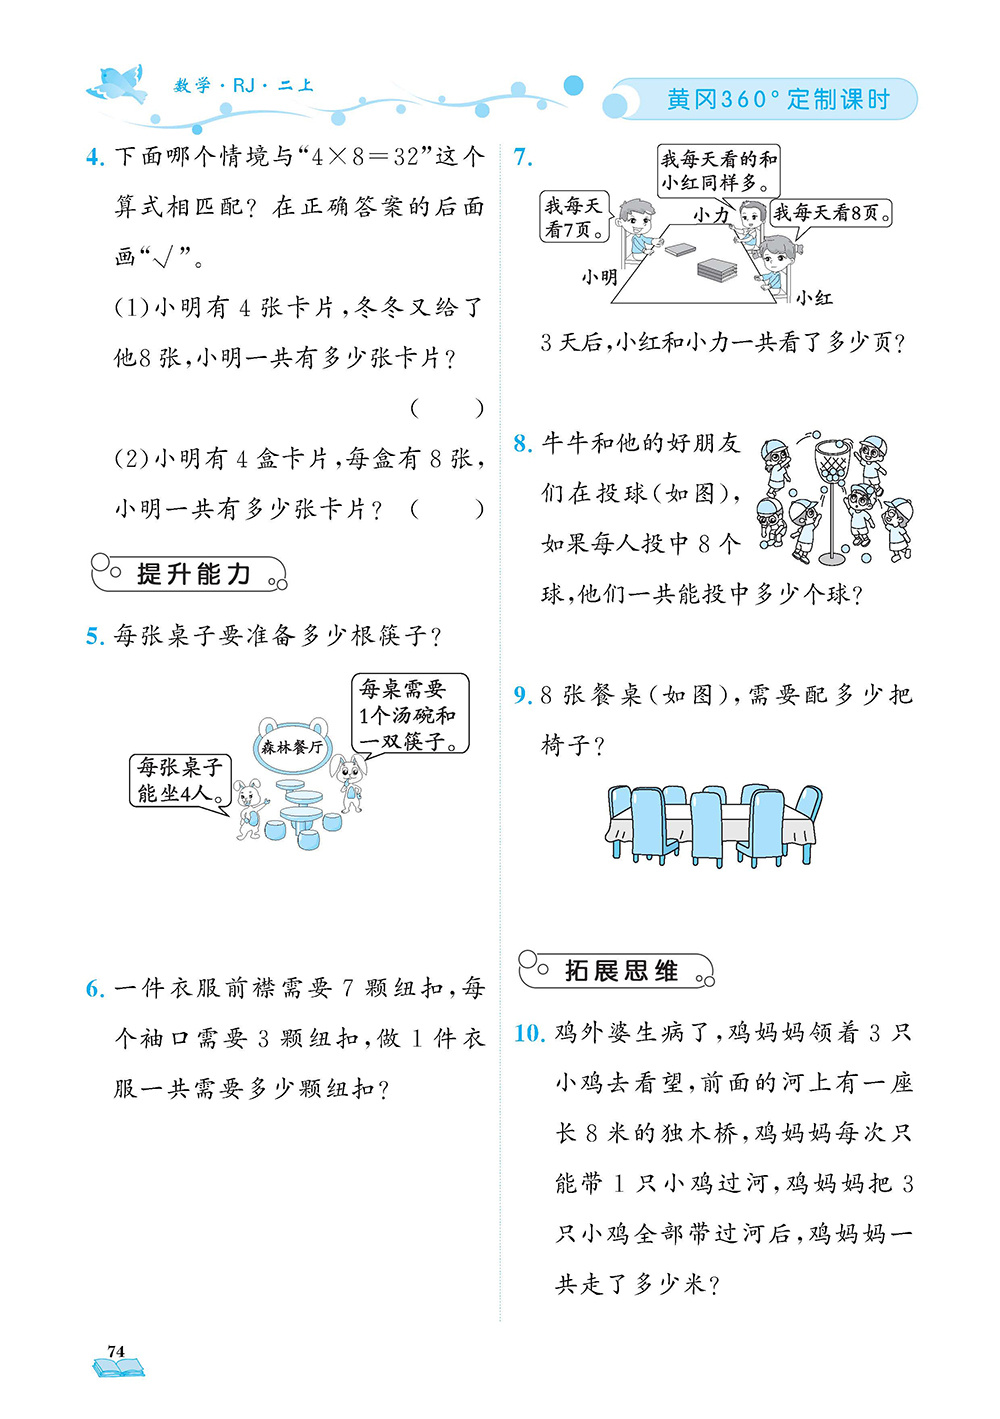 数学·RJ·二上
黄冈360°定制课时
4. 下面哪个情境与“4×8=32”这个
算式相匹配？在正确答案的后面
画“√”。
(1)小明有 4 张卡片,冬冬又给了
他8 张,小明一共有多少张卡片?
(　　)
(2)小明有 4 盒卡片,每盒有 8 张,
小明一共有多少张卡片? (　　)
提升能力
5. 每张桌子要准备多少根筷子?
每桌需要
1个汤碗和
一双筷子。
森林餐厅
每张桌子
能坐4人。
6. 一件衣服前襟需要 7 颗纽扣,每
个袖口需要 3 颗纽扣,做 1 件衣
服一共需要多少颗纽扣?
7.
我每天看的和
小红同样多。
我每天
看7页。
小力
我每天看8页。
小明
小红
3 天后,小红和小力一共看了多少页?
8. 牛牛和他的好朋友
们在投球(如图),
如果每人投中 8 个
球,他们一共能投中多少个球?
9. 8 张餐桌(如图),需要配多少把
椅子?
拓展思维
10. 鸡外婆生病了,鸡妈妈领着 3 只
小鸡去看望,前面的河上有一座
长 8 米的独木桥,鸡妈妈每次只
能带 1 只小鸡过河,鸡妈妈把 3
只小鸡全部带过河后,鸡妈妈一
共走了多少米?
74